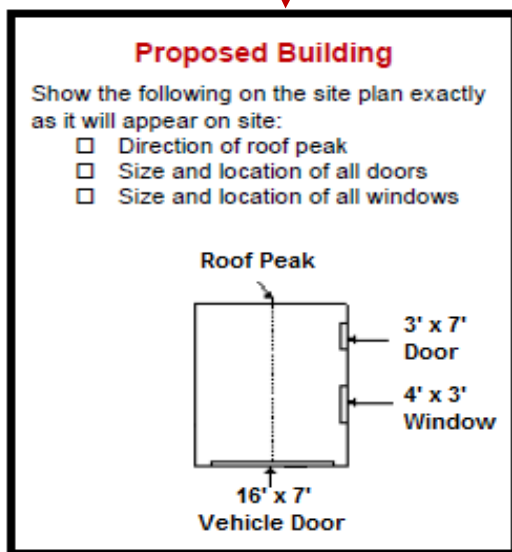 Proposed Building
Show the following on the site plan exactly
as it will appear on site:
☐ Direction of roof peak
☐ Size and location of all doors
☐ Size and location of all windows
Roof Peak
3' x 7'
Door
4' x 3'
Window
16' x 7'
Vehicle Door